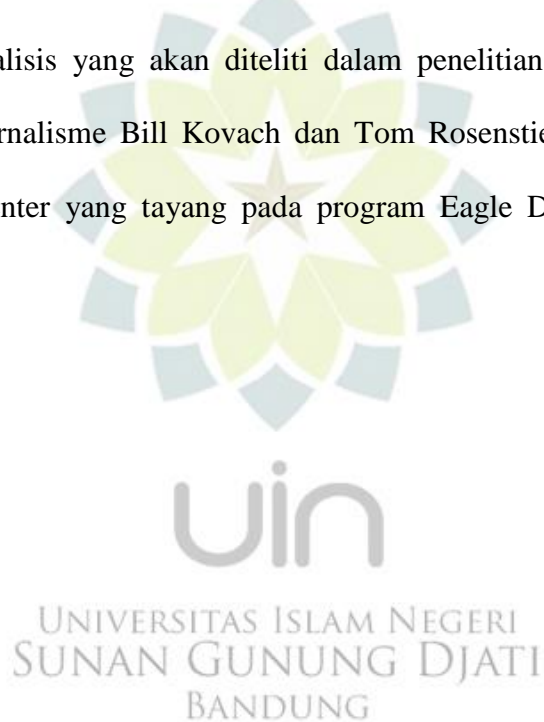 alisis yang akan diteliti dalam penelitian
rnalisme Bill Kovach dan Tom Rosenstie
nter yang tayang pada program Eagle D
uin
UNIVERSITAS ISLAM NEGERI
SUNAN GUNUNG DJATI
BANDUNG